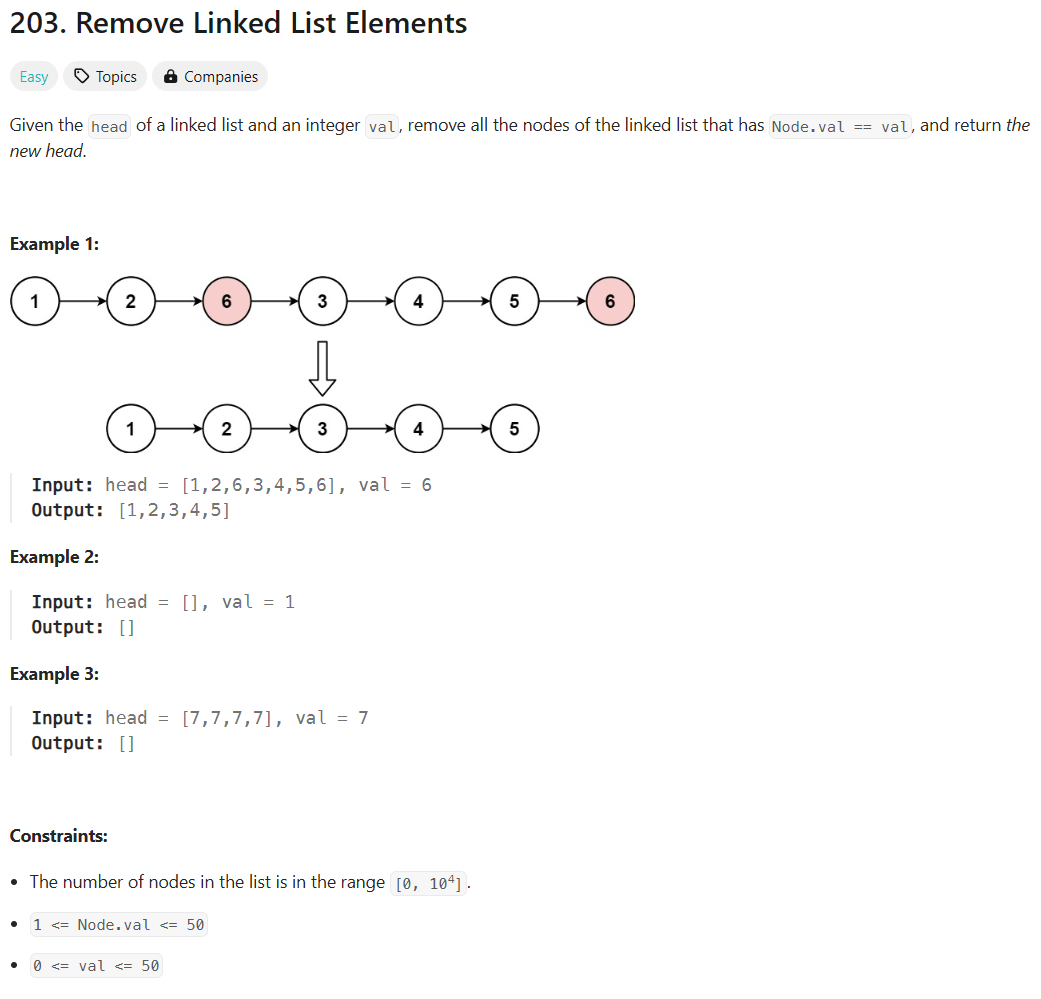 203. Remove Linked List Elements
Easy Topics Companies
Given the head of a linked list and an integer val, remove all the nodes of the linked list that has Node.val == val, and return the
new head.
Example 1:
1 2 6 3 4 5 6
1 2 3 4 5
Input: head = [1,2,6,3,4,5,6], val = 6
Output: [1,2,3,4,5]
Example 2:
Input: head = [], val = 1
Output: []
Example 3:
Input: head = [7,7,7,7], val = 7
Output: []
Constraints:
• The number of nodes in the list is in the range [0, 10⁴].
• 1 <= Node.val <= 50
• 0 <= val <= 50